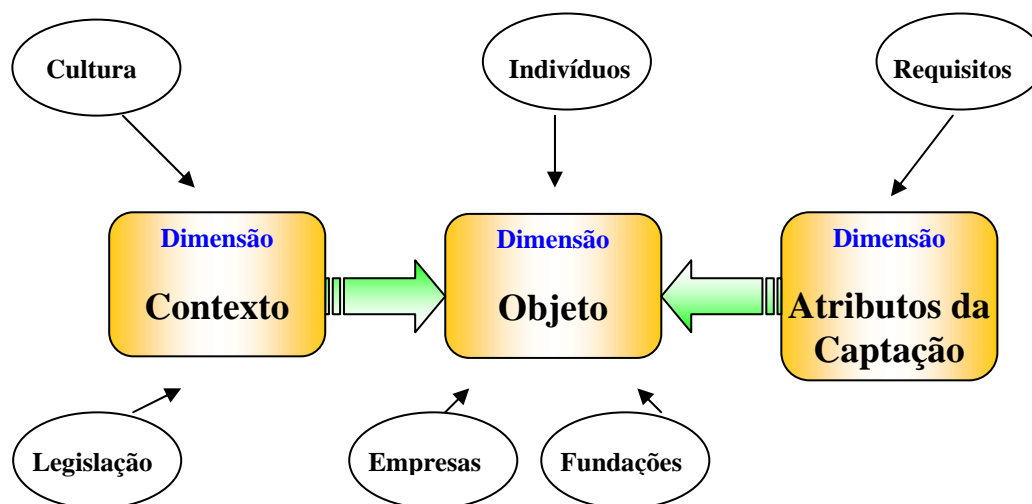 Cultura
Indivíduos
Requisitos
Dimensão
Contexto
Dimensão
Objeto
Dimensão
Atributos da
Captação
Legislação
Empresas
Fundações